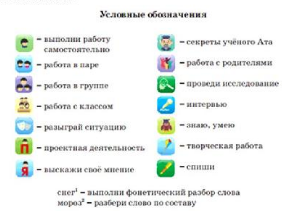 Условные обозначения
– выполни работу
самостоятельно
– работа в паре
– работа в группе
– работа с классом
– разыграй ситуацию
П – проектная деятельность
Я – выскажи своё мнение
– секреты учёного Ата
– работа с родителями
– проведи исследование
– интервью
– знаю, умею
– творческая работа
– спиши
снег¹ – выполни фонетический разбор слова
мороз² – разбери слово по составу